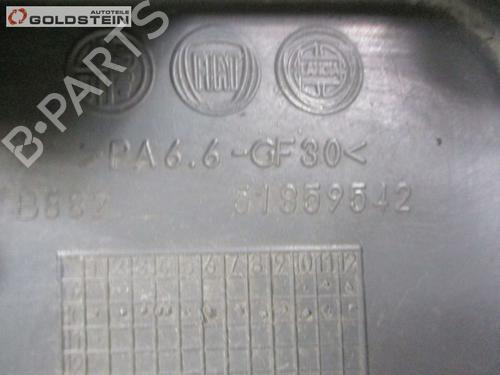 AUTOTEILE
GOLDSTEIN
B-PARTS
FIAT LANCIA
>PA6.6-GF30<
B882 51859542
1 2 3 4 5 6 7 8 9 10 11 12